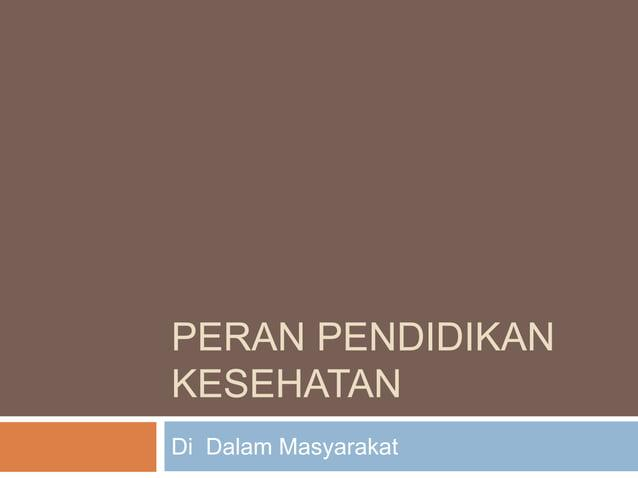 PERAN PENDIDIKAN
KESEHATAN
Di  Dalam Masyarakat